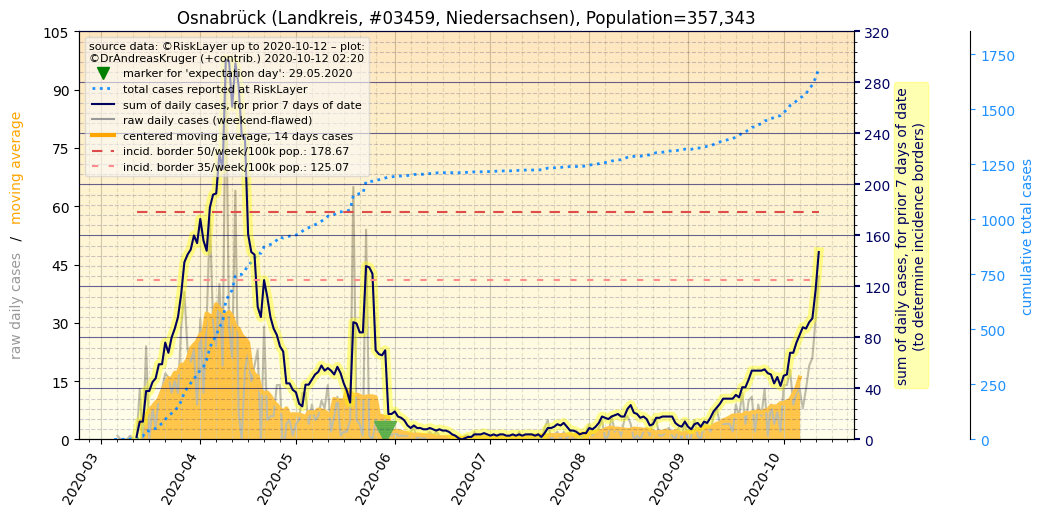 Osnabrück (Landkreis, #03459, Niedersachsen), Population=357,343
source data: ©RiskLayer up to 2020-10-12 – plot:
©DrAndreasKruger (+contrib.) 2020-10-12 02:20
marker for 'expectation day': 29.05.2020
total cases reported at RiskLayer
sum of daily cases, for prior 7 days of date
raw daily cases (weekend-flawed)
centered moving average, 14 days cases
incid. border 50/week/100k pop.: 178.67
incid. border 35/week/100k pop.: 125.07
raw daily cases / moving average
105
90
75
60
45
30
15
0
2020-03
2020-04
2020-05
2020-06
2020-07
2020-08
2020-09
2020-10
320
280
240
200
160
120
80
40
0
sum of daily cases, for prior 7 days of date
(to determine incidence borders)
1750
1500
1250
1000
750
500
250
0
cumulative total cases